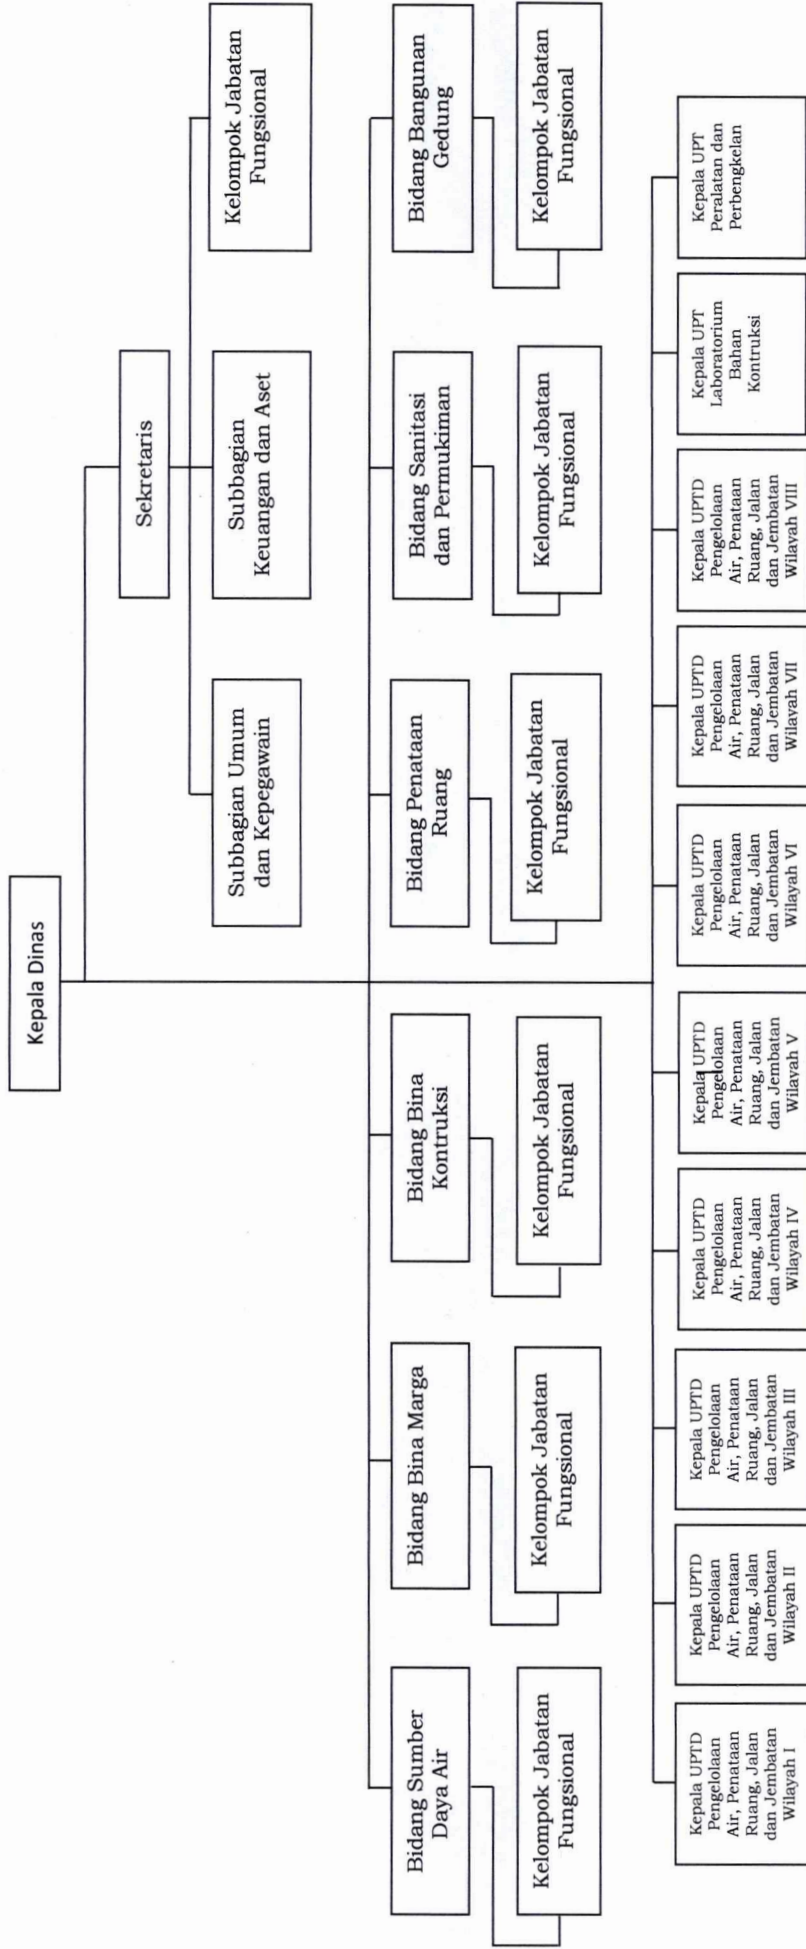 Kepala Dinas
Sekretaris
Subbagian Umum
dan Kepegawain
Subbagian
Keuangan dan Aset
Kelompok Jabatan
Fungsional
Bidang Sumber
Daya Air
Bidang Bina Marga
Bidang Bina
Kontruksi
Bidang Penataan
Ruang
Bidang Sanitasi
dan Permukiman
Bidang Bangunan
Gedung
Kelompok Jabatan
Fungsional
Kelompok Jabatan
Fungsional
Kelompok Jabatan
Fungsional
Kelompok Jabatan
Fungsional
Kelompok Jabatan
Fungsional
Kelompok Jabatan
Fungsional
Kepala UPTD
Pengelolaan
Air, Penataan
Ruang, Jalan
dan Jembatan
Wilayah I
Kepala UPTD
Pengelolaan
Air, Penataan
Ruang, Jalan
dan Jembatan
Wilayah II
Kepala UPTD
Pengelolaan
Air, Penataan
Ruang, Jalan
dan Jembatan
Wilayah III
Kepala UPTD
Pengelolaan
Air, Penataan
Ruang, Jalan
dan Jembatan
Wilayah IV
Kepala UPTD
Pengelolaan
Air, Penataan
Ruang, Jalan
dan Jembatan
Wilayah V
Kepala UPTD
Pengelolaan
Air, Penataan
Ruang, Jalan
dan Jembatan
Wilayah VI
Kepala UPTD
Pengelolaan
Air, Penataan
Ruang, Jalan
dan Jembatan
Wilayah VII
Kepala UPTD
Pengelolaan
Air, Penataan
Ruang, Jalan
dan Jembatan
Wilayah VIII
Kepala UPT
Laboratorium
Bahan
Kontruksi
Kepala UPT
Peralatan dan
Perbengkelan